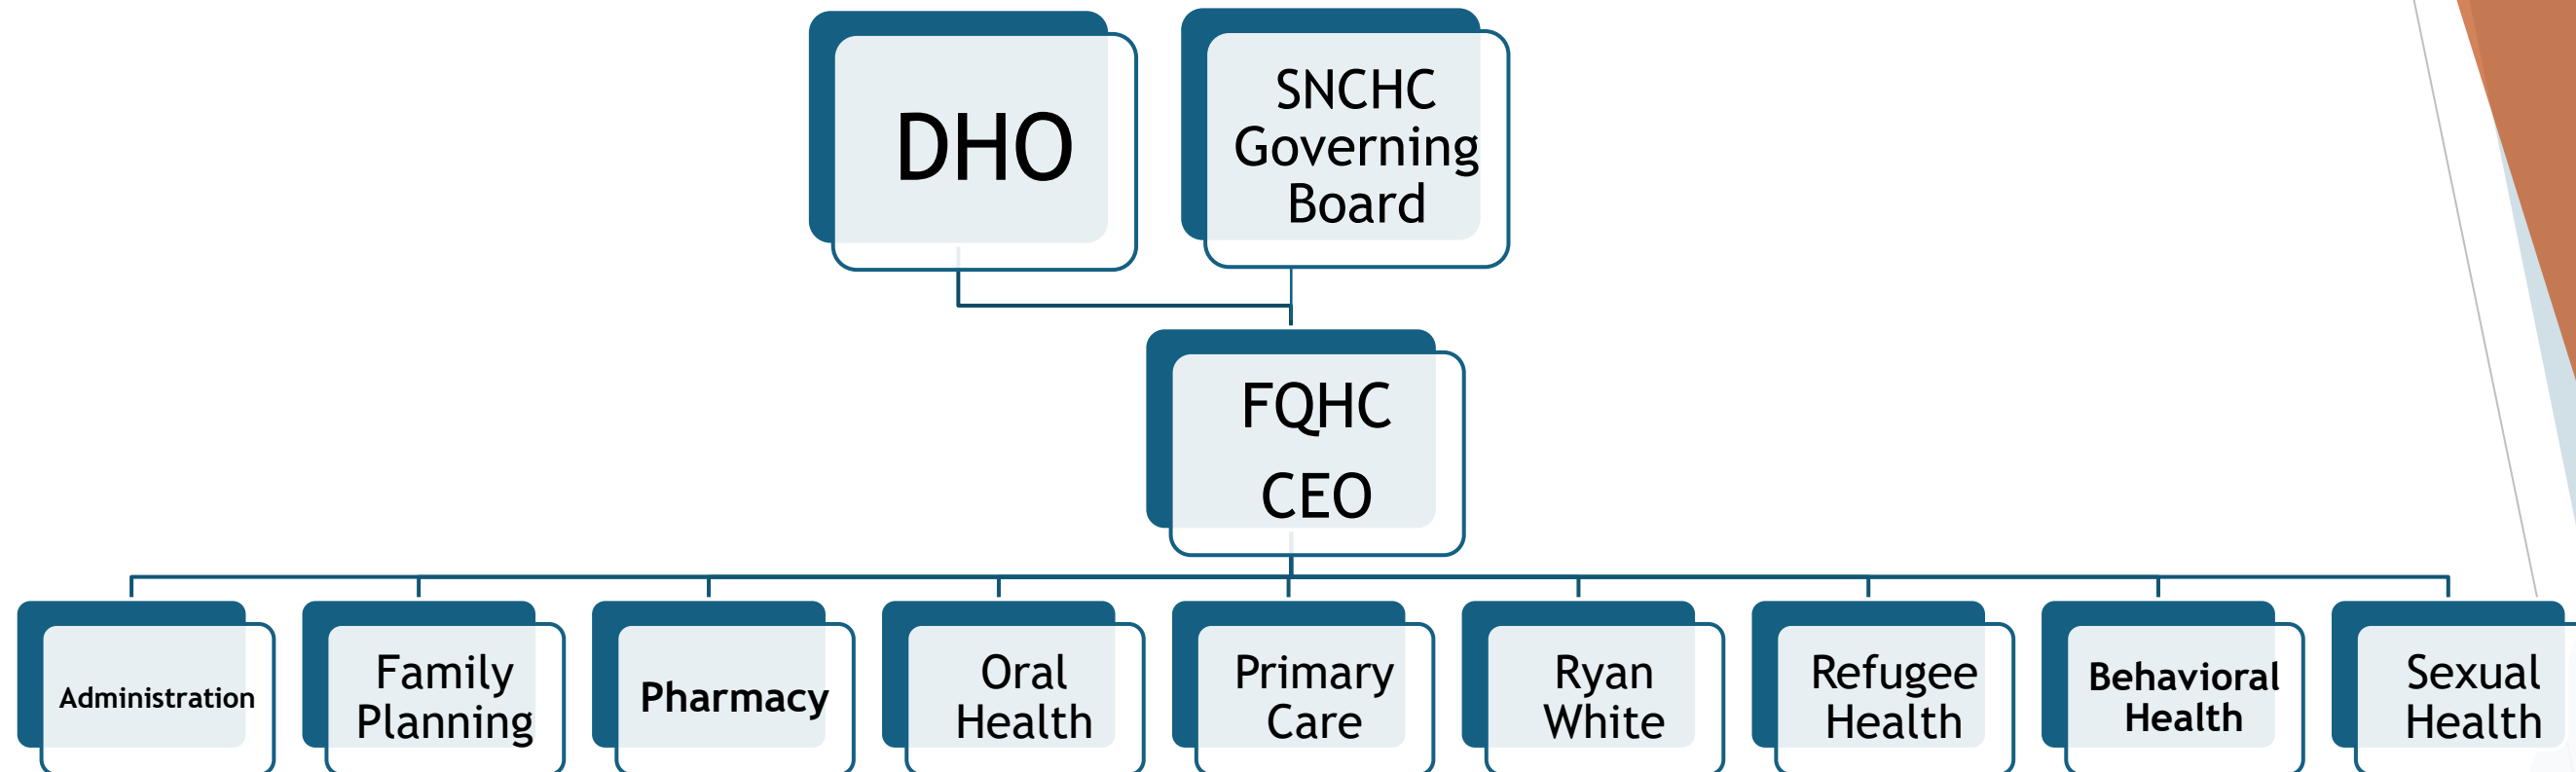 DHO
SNCHC
Governing
Board
FQHC
CEO
Administration
Family
Planning
Pharmacy
Oral
Health
Primary
Care
Ryan
White
Refugee
Health
Behavioral
Health
Sexual
Health